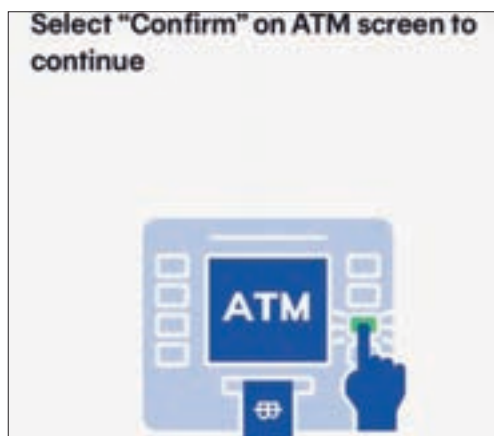 Select “Confirm” on ATM screen to
continue
ATM